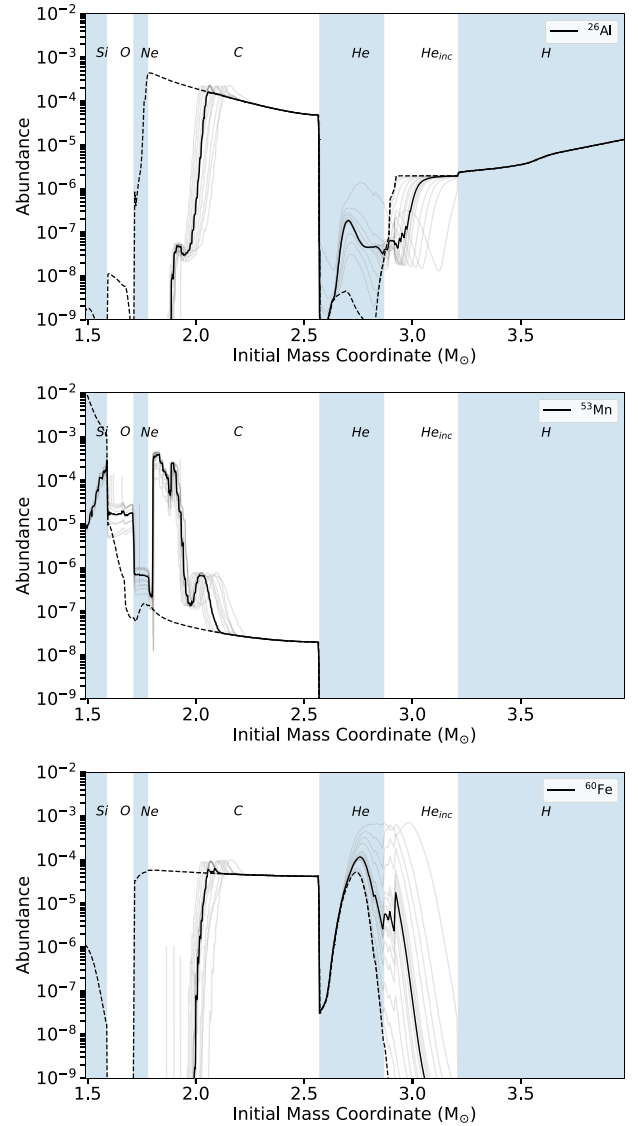 10⁻²
10⁻³
10⁻⁴
10⁻⁵
10⁻⁶
10⁻⁷
10⁻⁸
10⁻⁹
Abundance
Si O Ne C He He_inc H
²⁶Al
1.5 2.0 2.5 3.0 3.5
Initial Mass Coordinate (M☉)
10⁻²
10⁻³
10⁻⁴
10⁻⁵
10⁻⁶
10⁻⁷
10⁻⁸
10⁻⁹
Abundance
Si O Ne C He He_inc H
⁵³Mn
1.5 2.0 2.5 3.0 3.5
Initial Mass Coordinate (M☉)
10⁻²
10⁻³
10⁻⁴
10⁻⁵
10⁻⁶
10⁻⁷
10⁻⁸
10⁻⁹
Abundance
Si O Ne C He He_inc H
⁶⁰Fe
1.5 2.0 2.5 3.0 3.5
Initial Mass Coordinate (M☉)